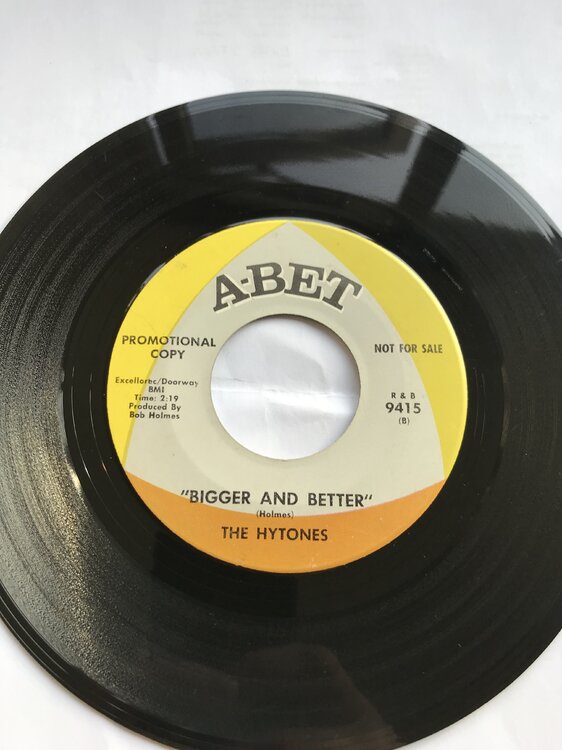 A-BET
PROMOTIONAL
COPY
NOT FOR SALE
Excellorec/Doorway
BMI
Time: 2:19
Produced By
Bob Holmes
R & B
9415
(B)
"BIGGER AND BETTER"
(Holmes)
THE HYTONES